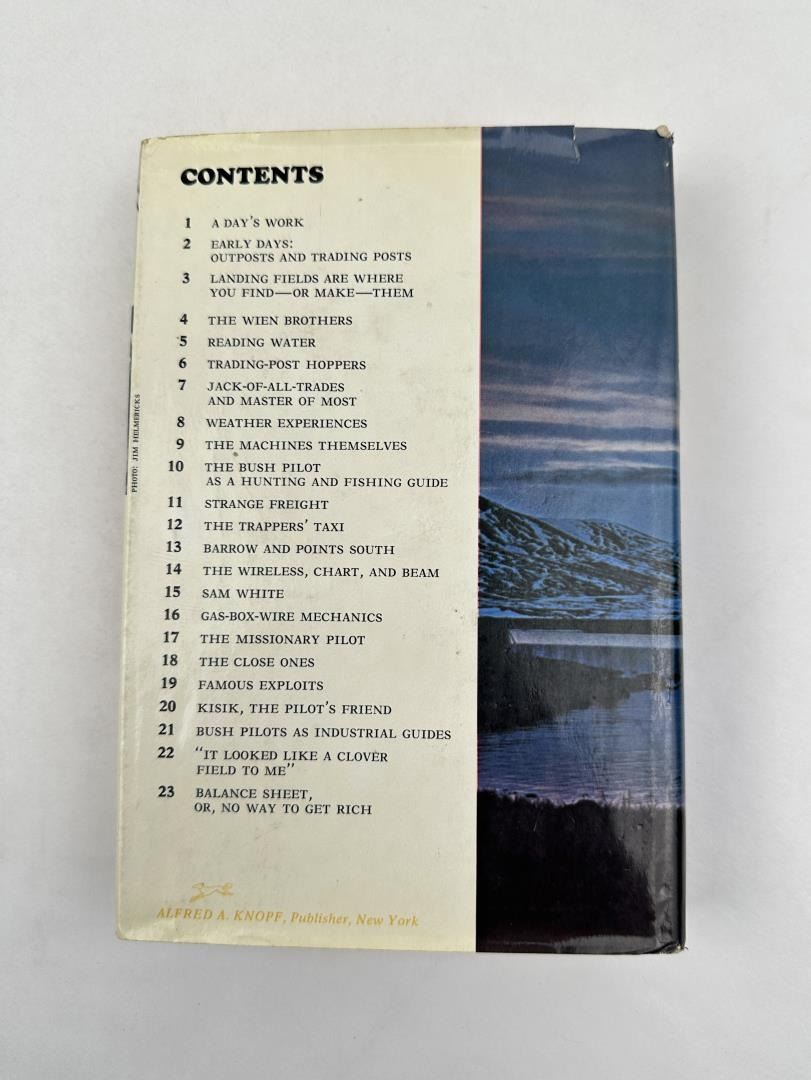 CONTENTS
1 A DAY'S WORK
2 EARLY DAYS:
OUTPOSTS AND TRADING POSTS
3 LANDING FIELDS ARE WHERE
YOU FIND—OR MAKE—THEM
4 THE WIEN BROTHERS
5 READING WATER
6 TRADING-POST HOPPERS
7 JACK-OF-ALL-TRADES
AND MASTER OF MOST
8 WEATHER EXPERIENCES
9 THE MACHINES THEMSELVES
10 THE BUSH PILOT
AS A HUNTING AND FISHING GUIDE
11 STRANGE FREIGHT
12 THE TRAPPERS' TAXI
13 BARROW AND POINTS SOUTH
14 THE WIRELESS, CHART, AND BEAM
15 SAM WHITE
16 GAS-BOX-WIRE MECHANICS
17 THE MISSIONARY PILOT
18 THE CLOSE ONES
19 FAMOUS EXPLOITS
20 KISIK, THE PILOT'S FRIEND
21 BUSH PILOTS AS INDUSTRIAL GUIDES
22 "IT LOOKED LIKE A CLOVER
FIELD TO ME"
23 BALANCE SHEET,
OR, NO WAY TO GET RICH
ALFRED A. KNOPF, Publisher, New York
PHOTO: JIM HELMERICKS